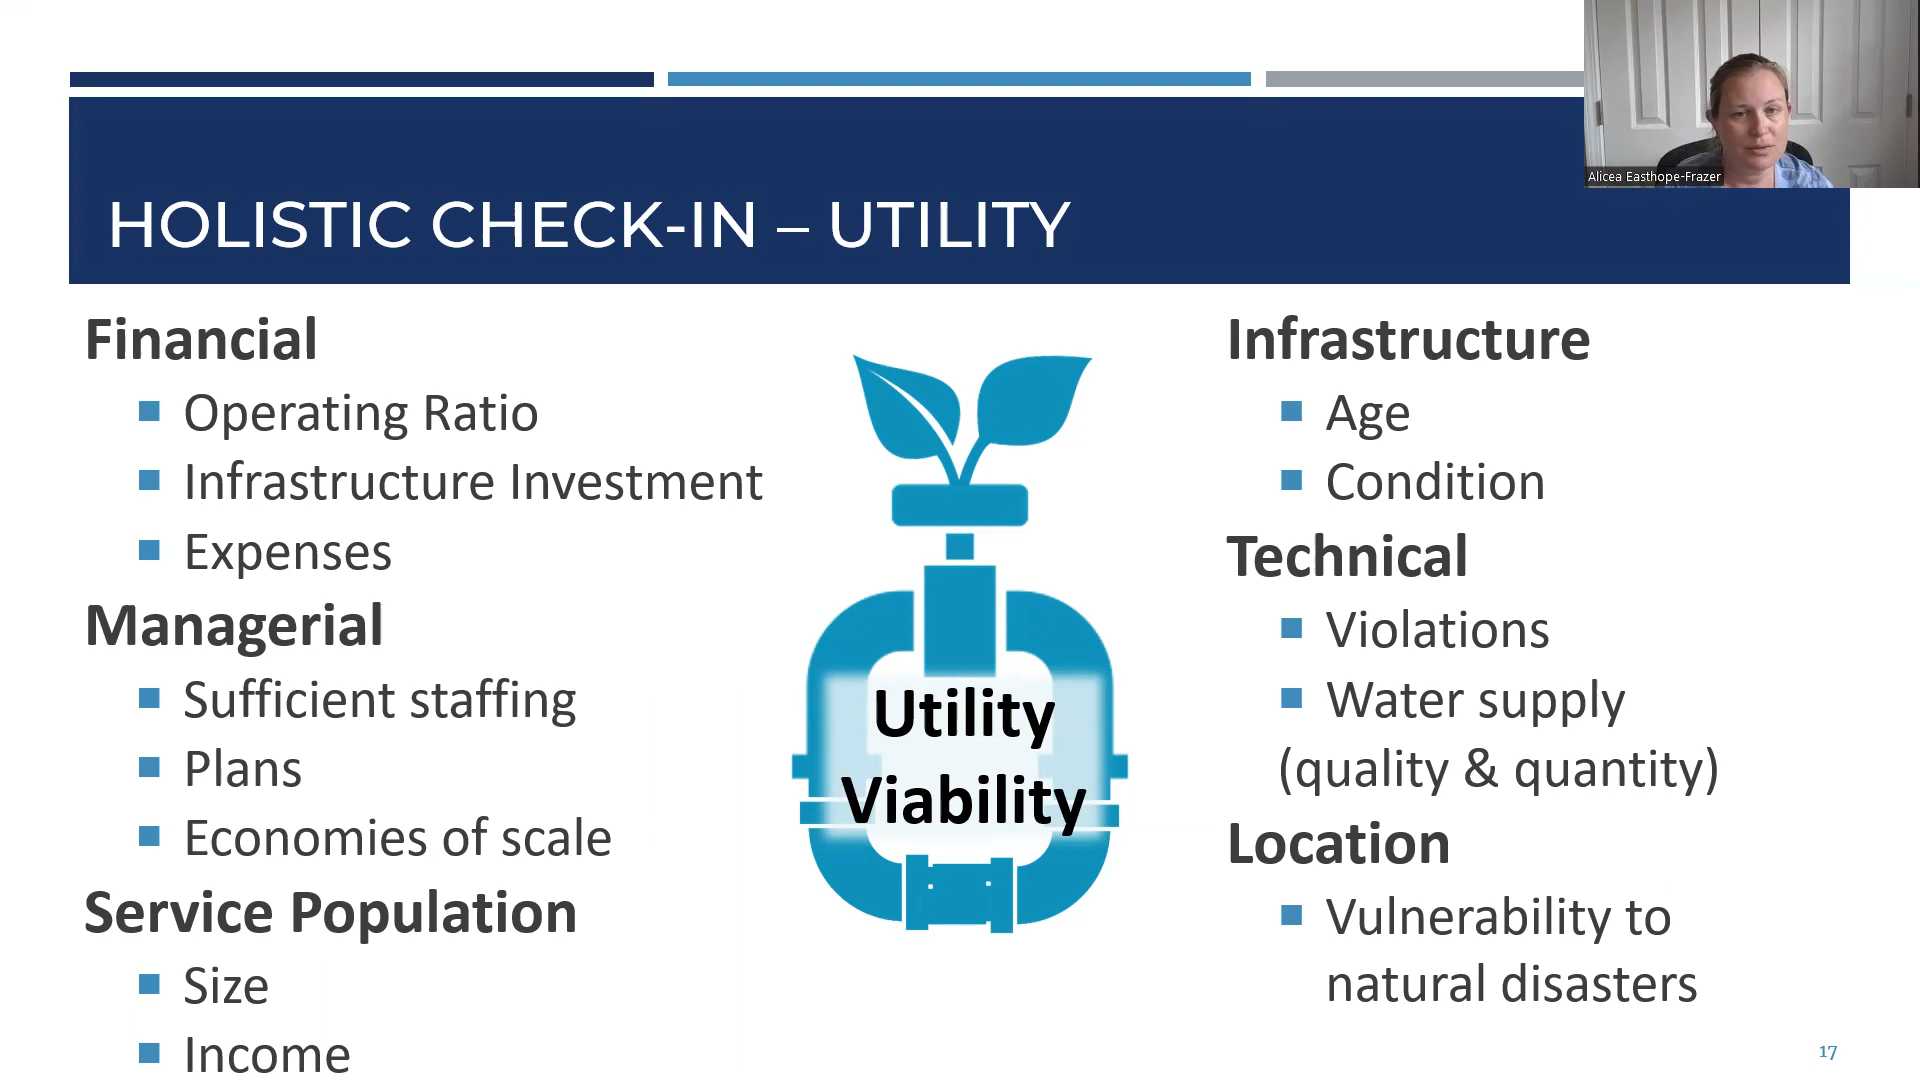 Alicea Easthope-Frazer
HOLISTIC CHECK-IN – UTILITY
Financial
Operating Ratio
Infrastructure Investment
Expenses
Managerial
Sufficient staffing
Plans
Economies of scale
Service Population
Size
Income
Utility
Viability
Infrastructure
Age
Condition
Technical
Violations
Water supply
(quality & quantity)
Location
Vulnerability to
natural disasters
17